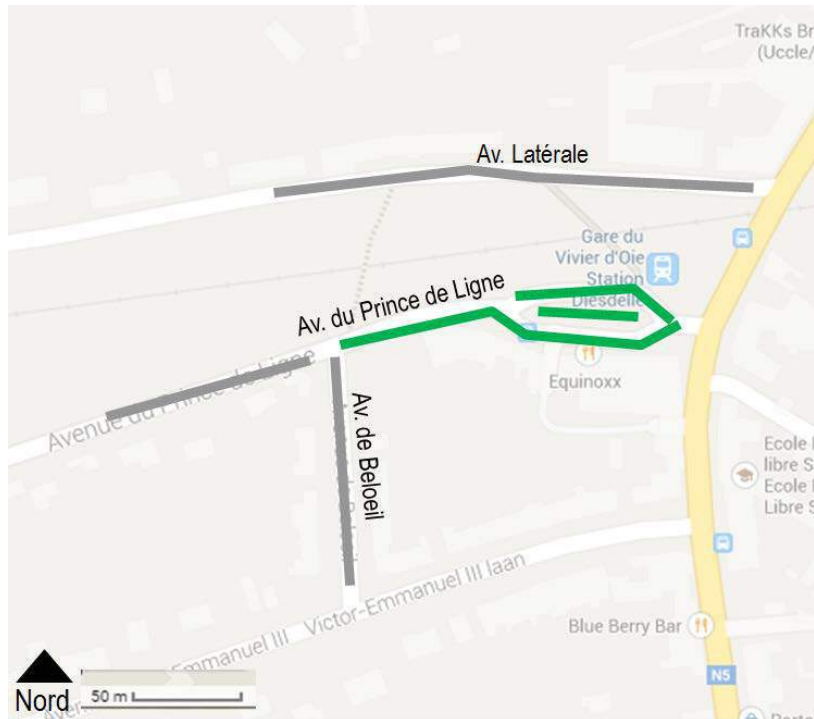 TraKKs Br
(Uccle/
Av. Latérale
Gare du
Vivier d'Oie
Station
Diesdelle
Av. du Prince de Ligne
Equinoxx
Avenue du Prince de Ligne
Av. de Beloeil
Ecole
libre S
Ecole
Libre S
Victor-Emmanuel III laan
Emmanuel III
Blue Berry Bar
N5
Nord
50 m
Aven